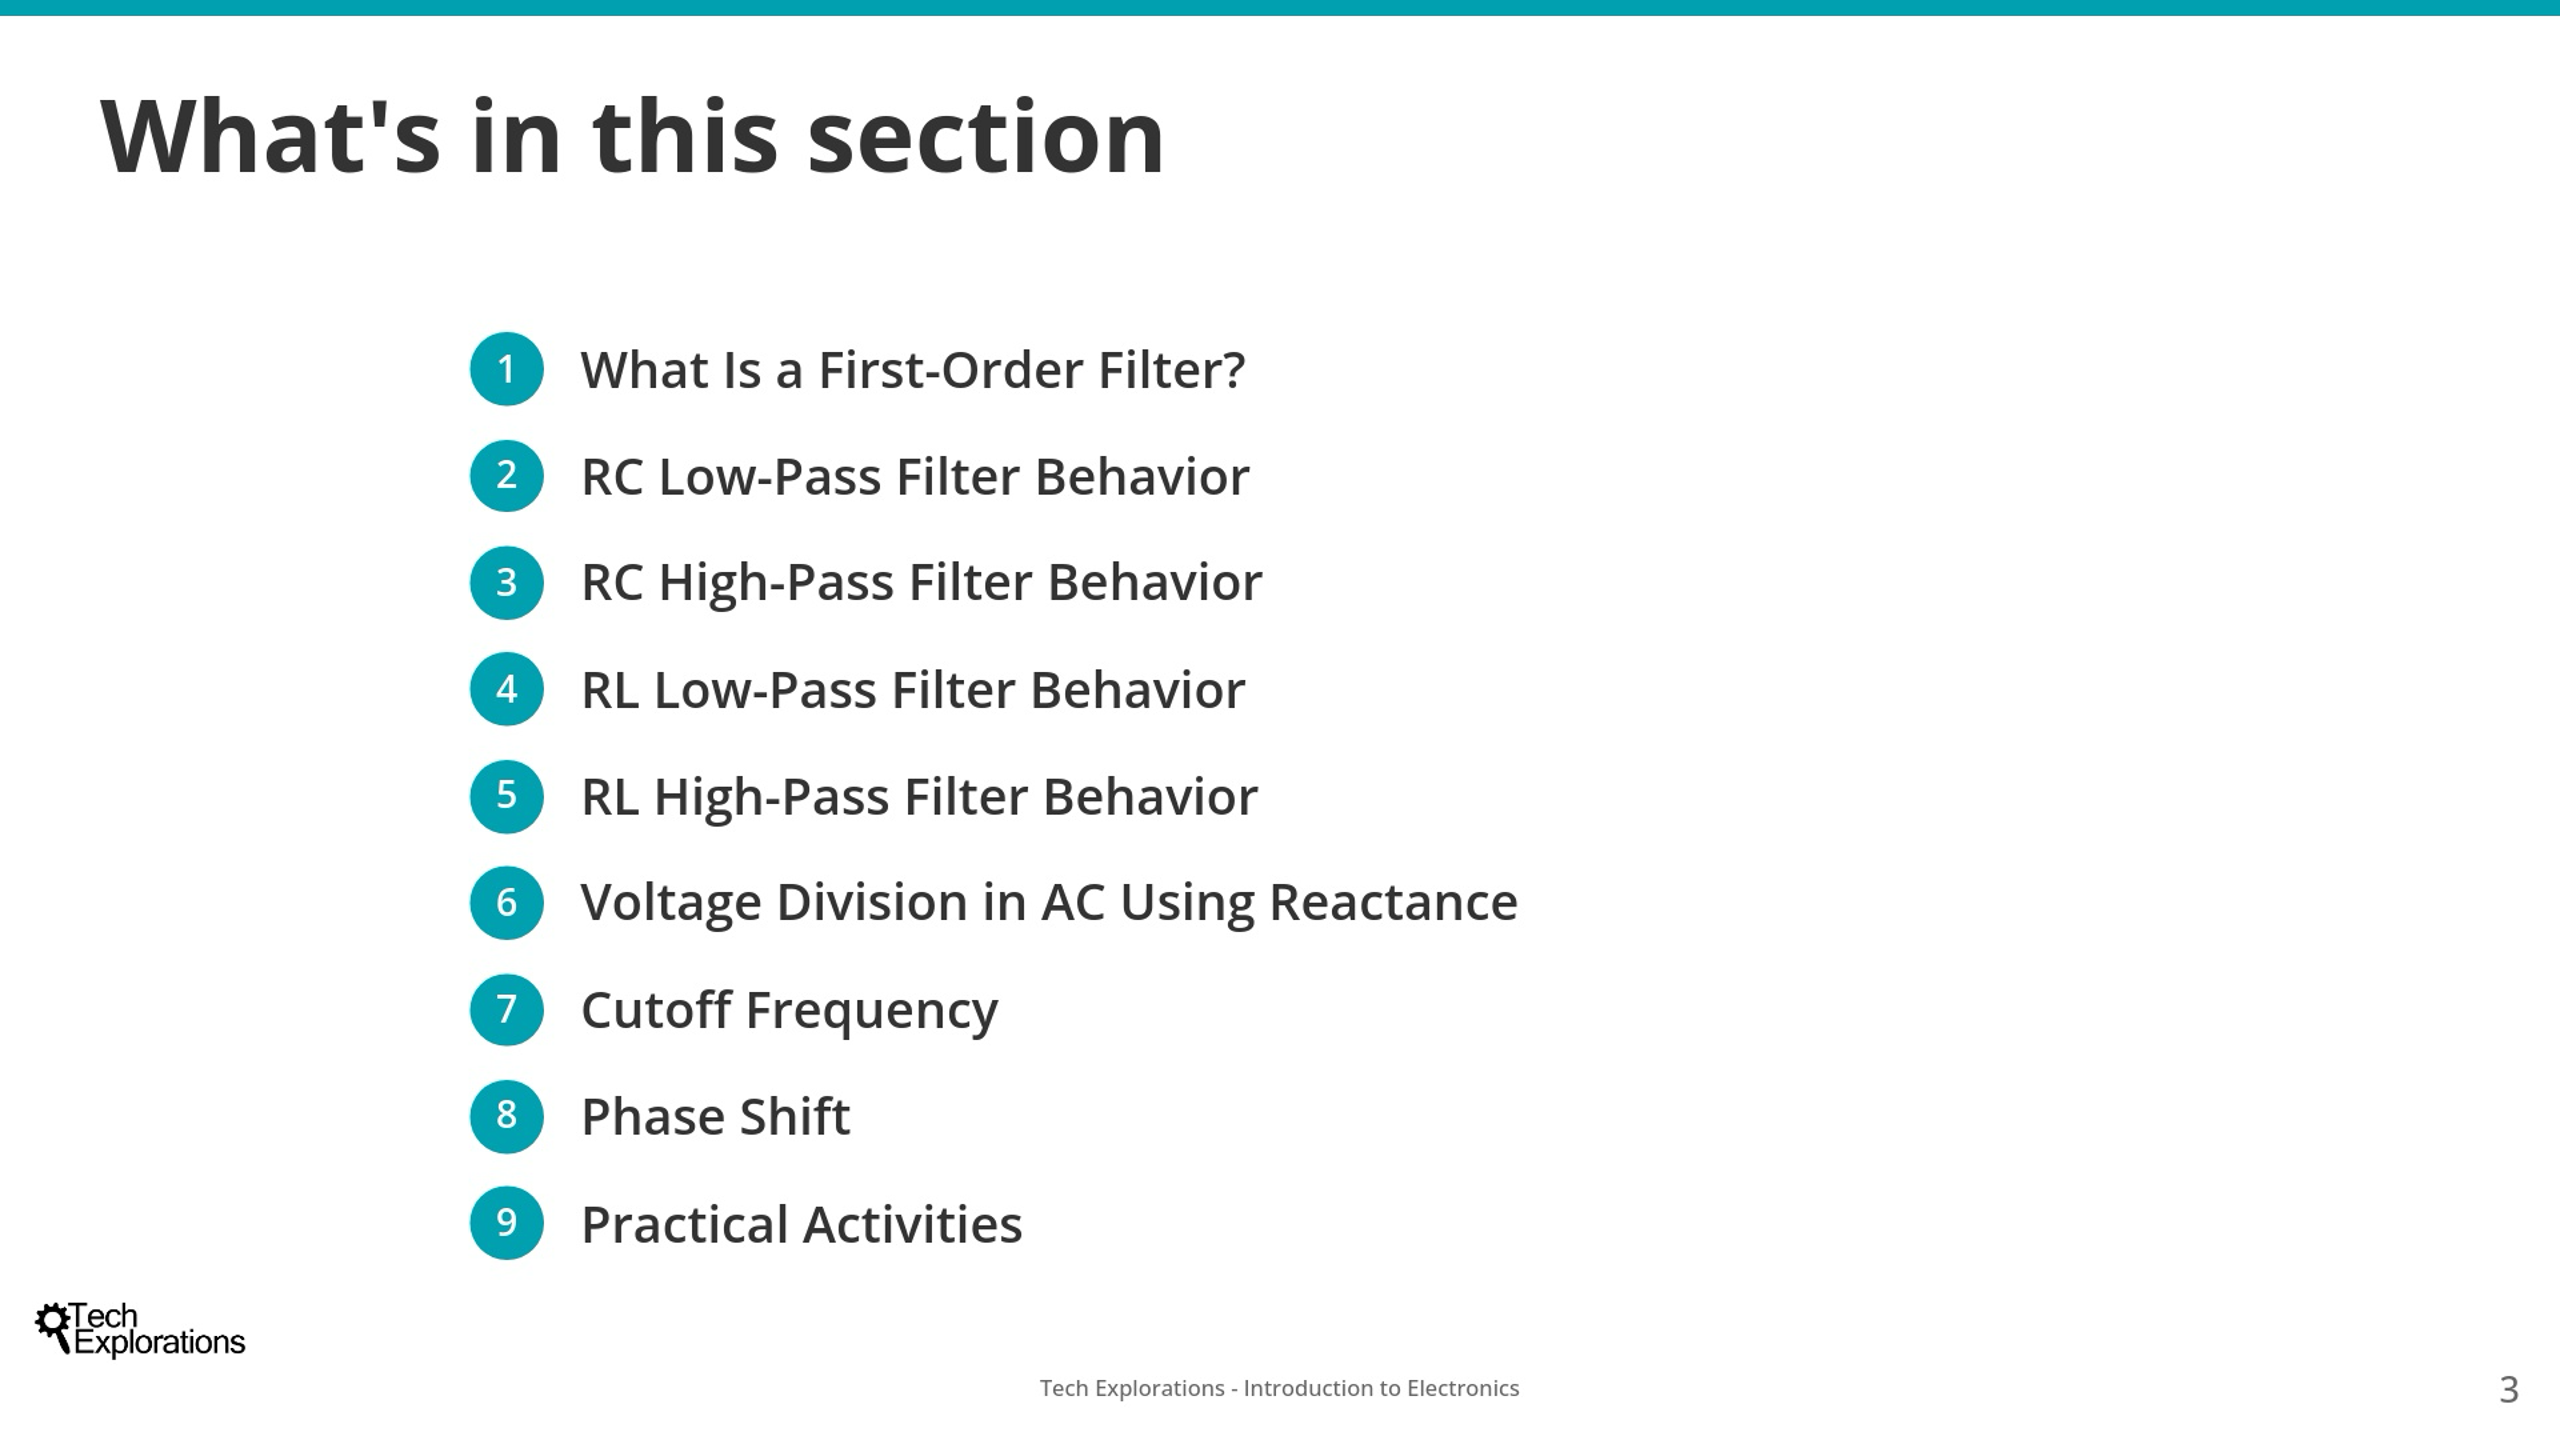 What's in this section
1 What Is a First-Order Filter?
2 RC Low-Pass Filter Behavior
3 RC High-Pass Filter Behavior
4 RL Low-Pass Filter Behavior
5 RL High-Pass Filter Behavior
6 Voltage Division in AC Using Reactance
7 Cutoff Frequency
8 Phase Shift
9 Practical Activities
Tech
Explorations
Tech Explorations - Introduction to Electronics
3